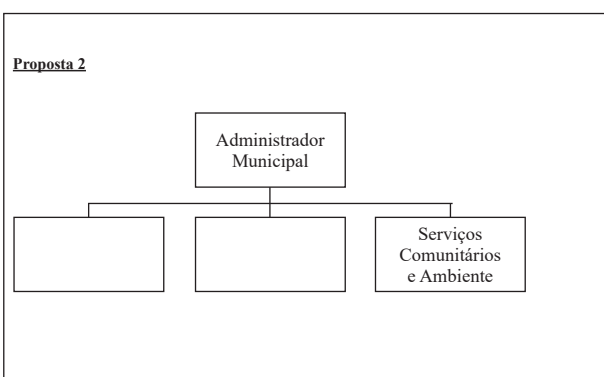 Proposta 2
Administrador
Municipal
Serviços
Comunitários
e Ambiente